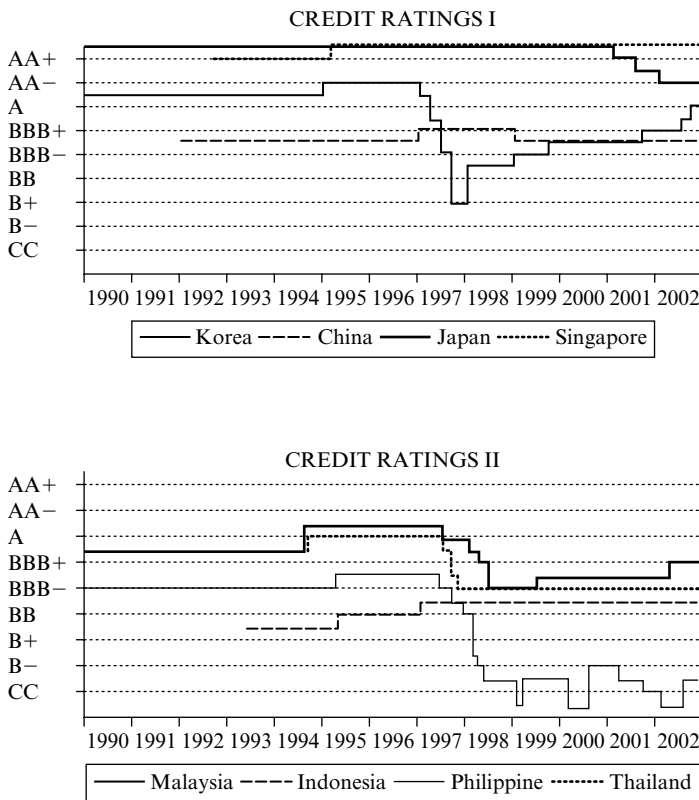 CREDIT RATINGS I
AA+
AA−
A
BBB+
BBB−
BB
B+
B−
CC
1990 1991 1992 1993 1994 1995 1996 1997 1998 1999 2000 2001 2002
Korea China Japan Singapore
CREDIT RATINGS II
AA+
AA−
A
BBB+
BBB−
BB
B+
B−
CC
1990 1991 1992 1993 1994 1995 1996 1997 1998 1999 2000 2001 2002
Malaysia Indonesia Philippine Thailand